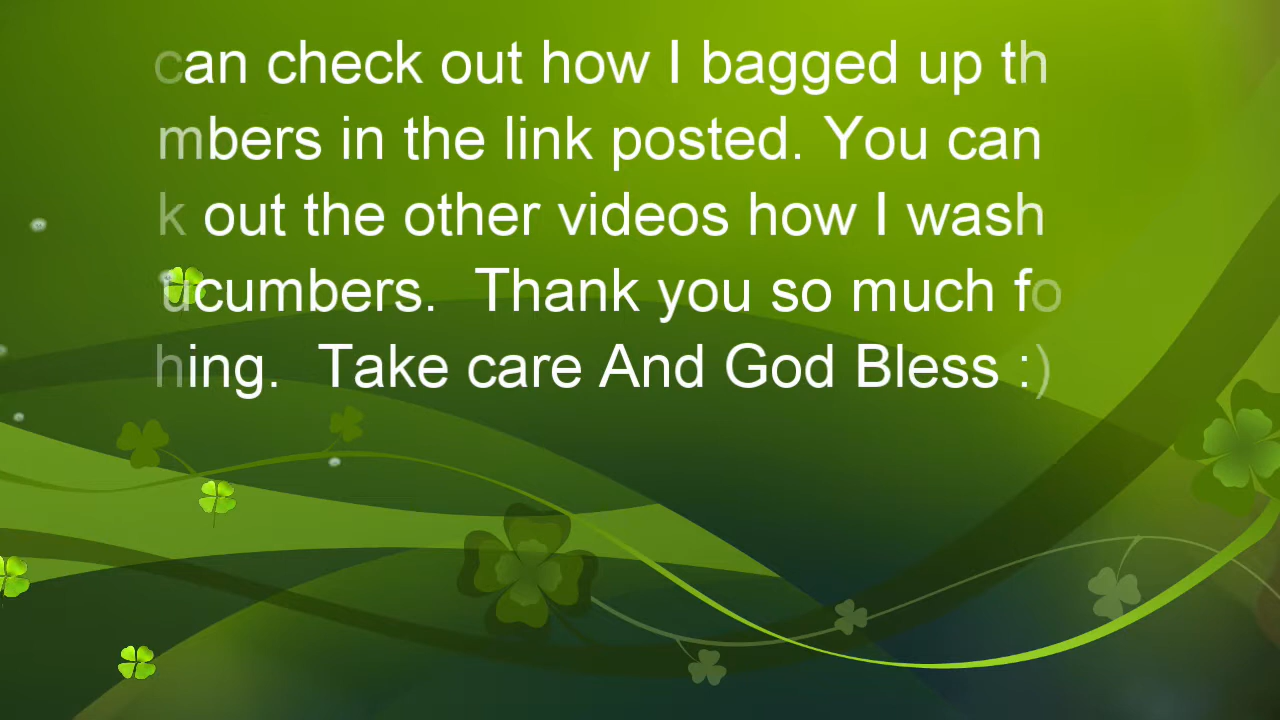 can check out how I bagged up th
mbers in the link posted. You can
k out the other videos how I wash
ucumbers. Thank you so much fo
hing. Take care And God Bless :)